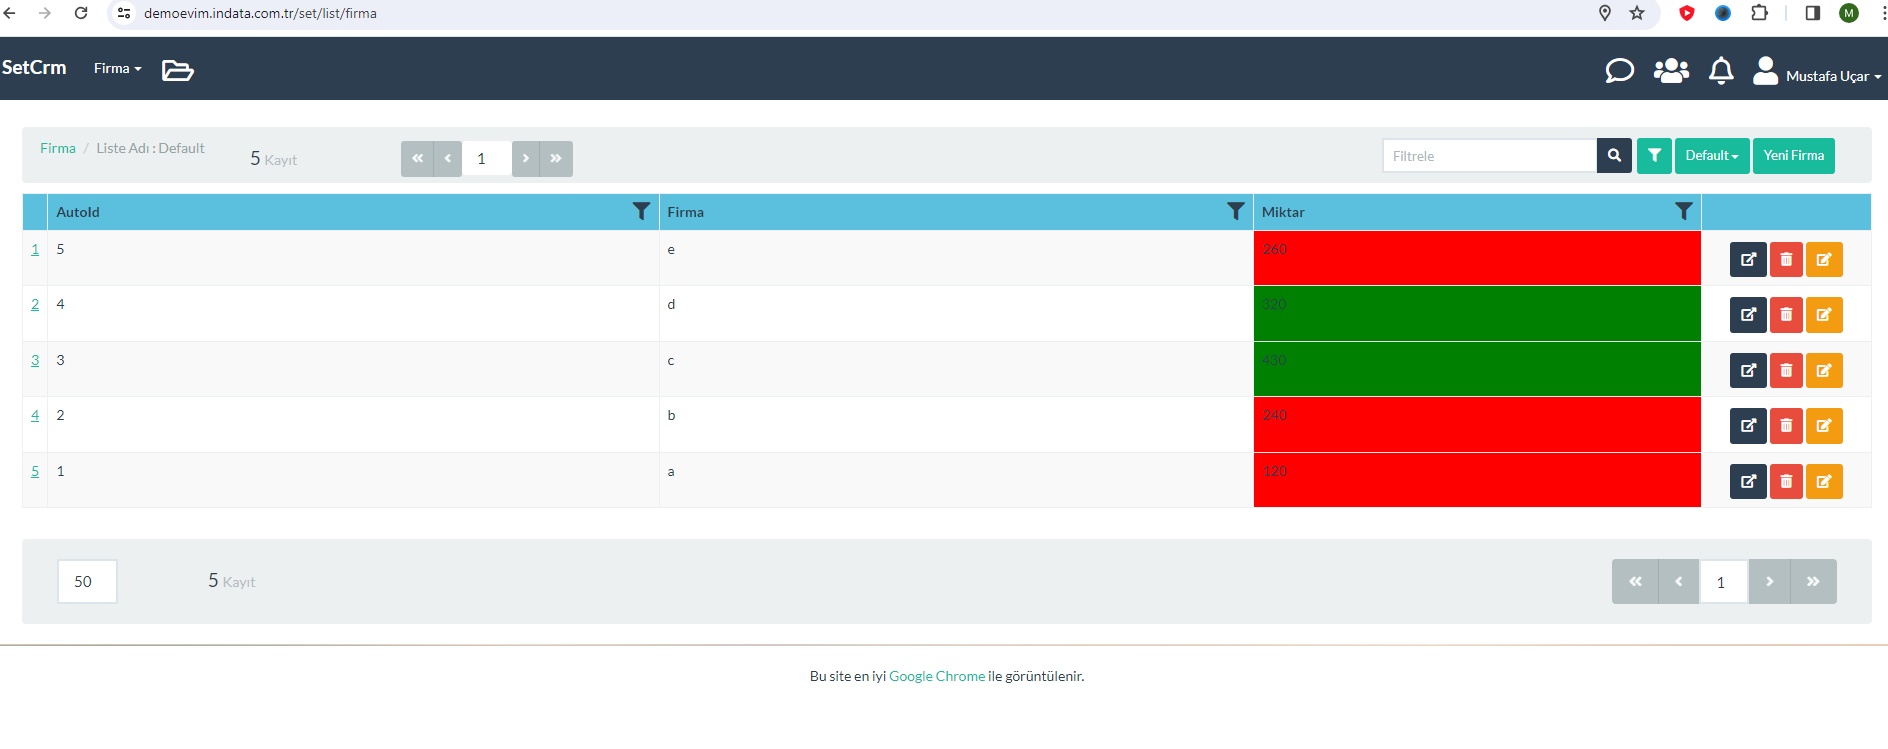 demoevim.indata.com.tr/set/list/firma
M
SetCrm Firma Mustafa Uçar
Firma / Liste Adı : Default 5 Kayıt « ‹ 1 › » Filtrele Default Yeni Firma
AutoId Firma Miktar
1 5 e 260
2 4 d 320
3 3 c 430
4 2 b 240
5 1 a 120
50 5 Kayıt « ‹ 1 › »
Bu site en iyi Google Chrome ile görüntülenir.